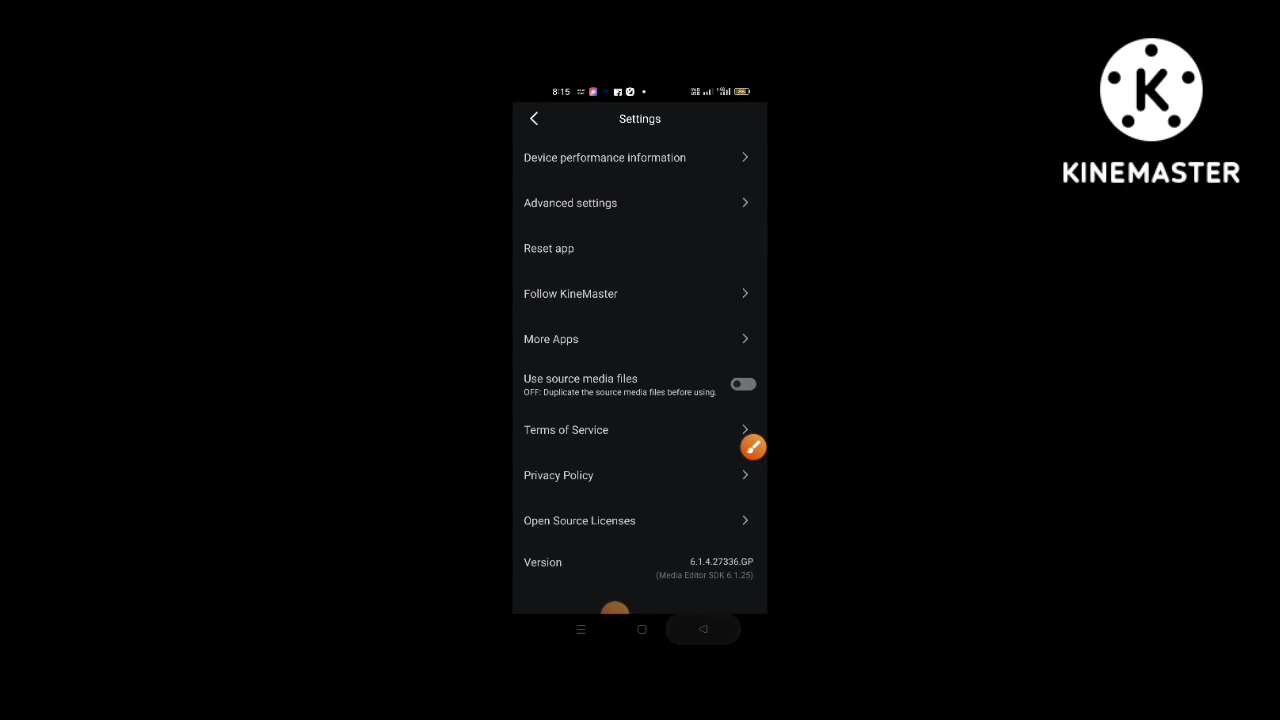 8:15
Settings
Device performance information
Advanced settings
Reset app
Follow KineMaster
More Apps
Use source media files
OFF: Duplicate the source media files before using.
Terms of Service
Privacy Policy
Open Source Licenses
Version 6.1.4.27336.GP
(Media Editor SDK 6.1.25)
K
KINEMASTER